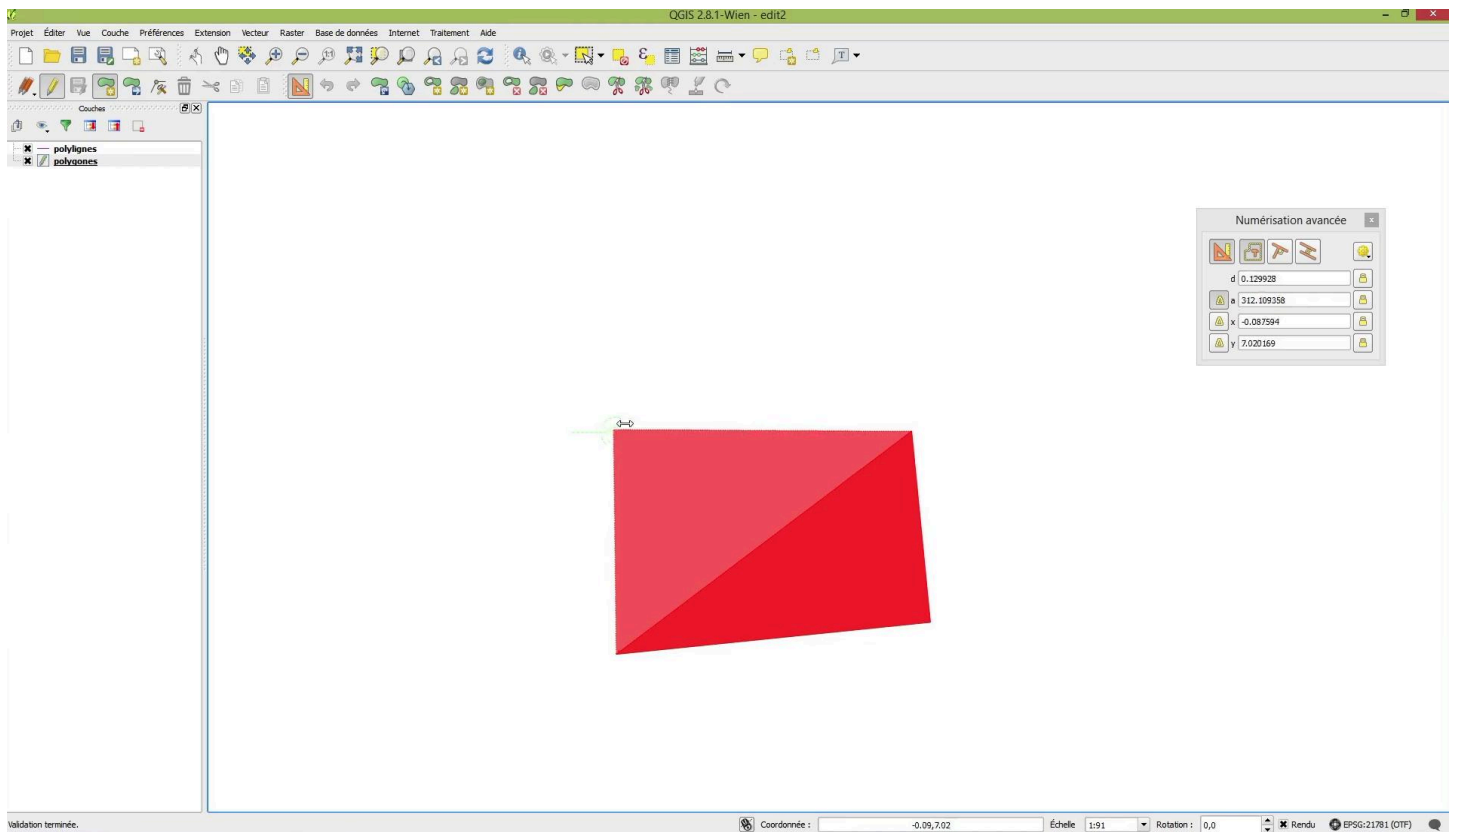 QGIS 2.8.1-Wien - edit2
Projet Éditer Vue Couche Préférences Extension Vecteur Raster Base de données Internet Traitement Aide
Couches
polylignes
polygones
Numérisation avancée
d 0.129928
a 312.109358
x -0.087594
y 7.020169
Validation terminée.
Coordonnée : -0.09,7.02 Échelle 1:91 Rotation : 0,0 Rendu EPSG:21781 (OTF)